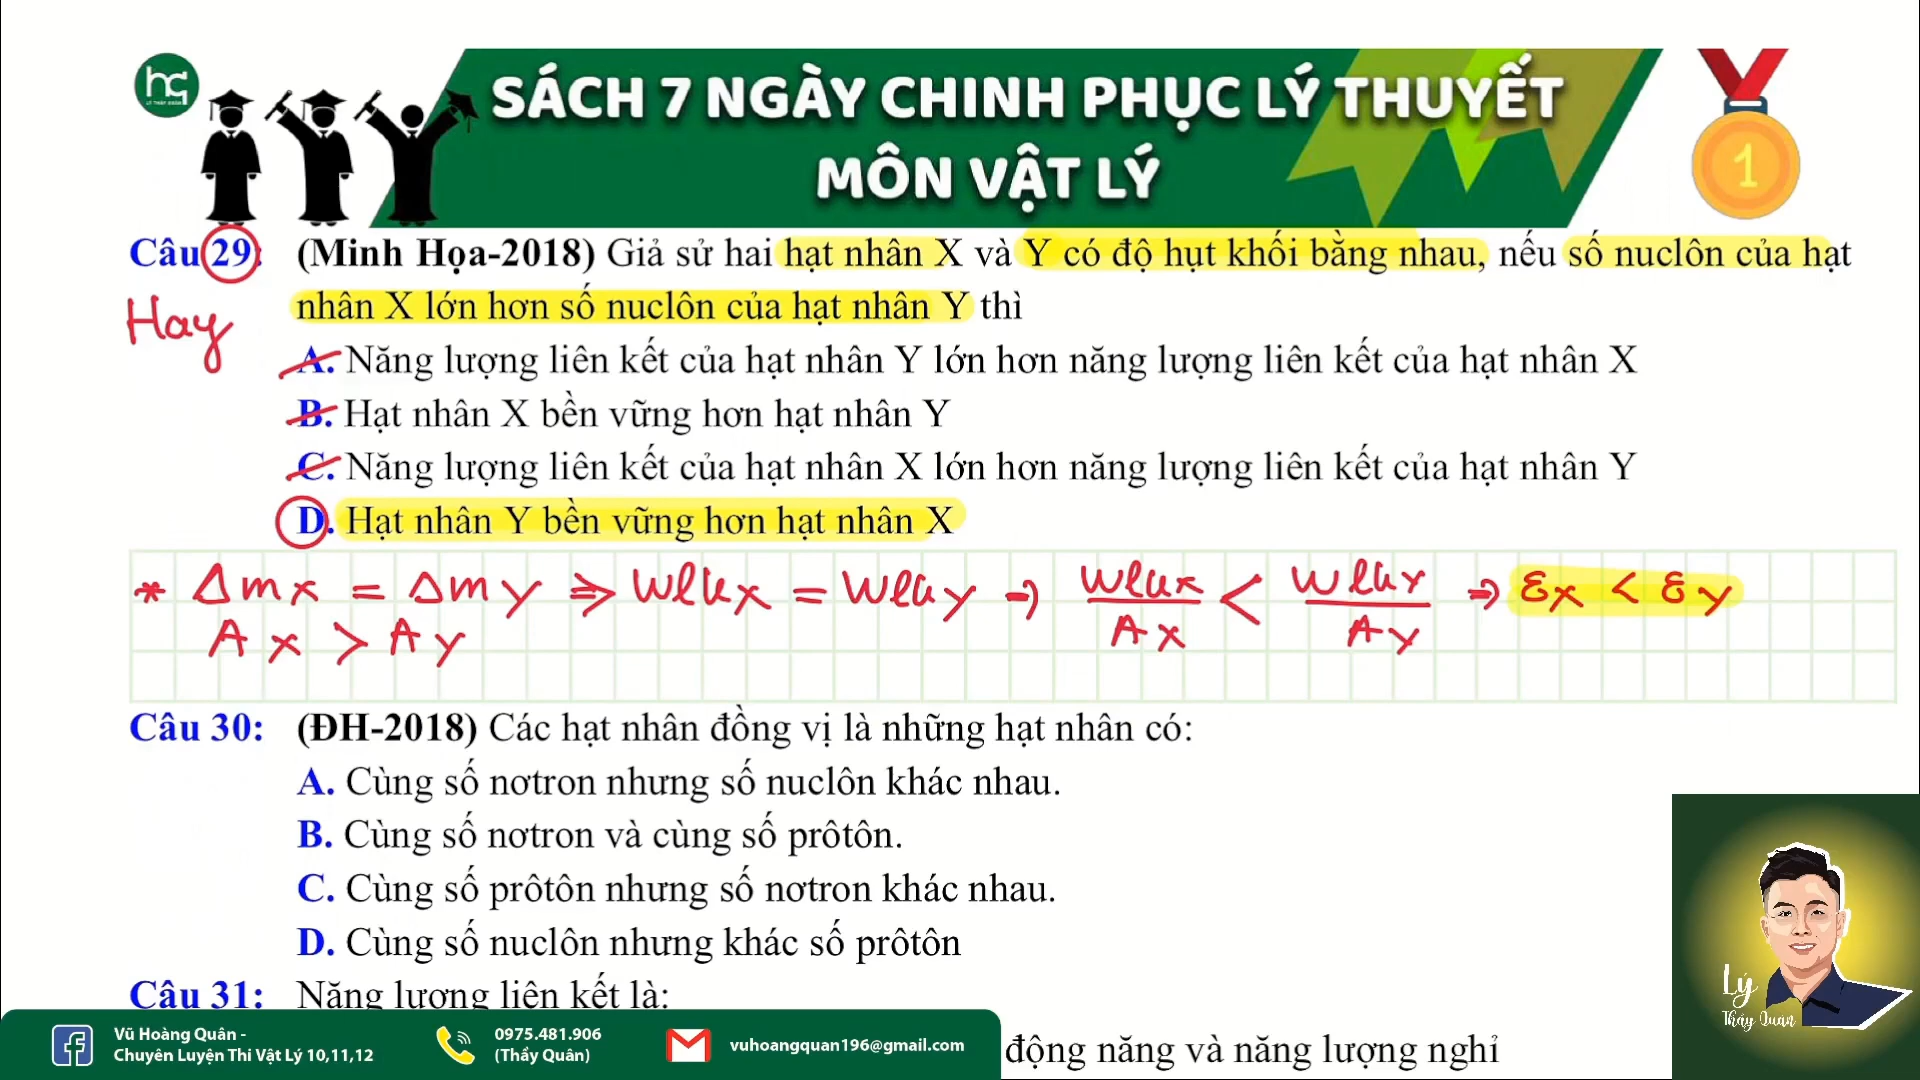 hq
LÝ THẦY QUÂN
SÁCH 7 NGÀY CHINH PHỤC LÝ THUYẾT
MÔN VẬT LÝ
1
Câu 29: (Minh Họa-2018) Giả sử hai hạt nhân X và Y có độ hụt khối bằng nhau, nếu số nuclôn của hạt
nhân X lớn hơn số nuclôn của hạt nhân Y thì
Hay
A. Năng lượng liên kết của hạt nhân Y lớn hơn năng lượng liên kết của hạt nhân X
B. Hạt nhân X bền vững hơn hạt nhân Y
C. Năng lượng liên kết của hạt nhân X lớn hơn năng lượng liên kết của hạt nhân Y
D. Hạt nhân Y bền vững hơn hạt nhân X
* Δmx = Δmy => Wlkx = Wlky → Wlkx/Ax < Wlky/Ay => εx < εy
Ax > Ay
Câu 30: (ĐH-2018) Các hạt nhân đồng vị là những hạt nhân có:
A. Cùng số nơtron nhưng số nuclôn khác nhau.
B. Cùng số nơtron và cùng số prôtôn.
C. Cùng số prôtôn nhưng số nơtron khác nhau.
D. Cùng số nuclôn nhưng khác số prôtôn
Câu 31: Năng lượng liên kết là:
động năng và năng lượng nghỉ
Vũ Hoàng Quân -
Chuyên Luyện Thi Vật Lý 10,11,12
0975.481.906
(Thầy Quân)
vuhoangquan196@gmail.com
Lý
Thầy Quân